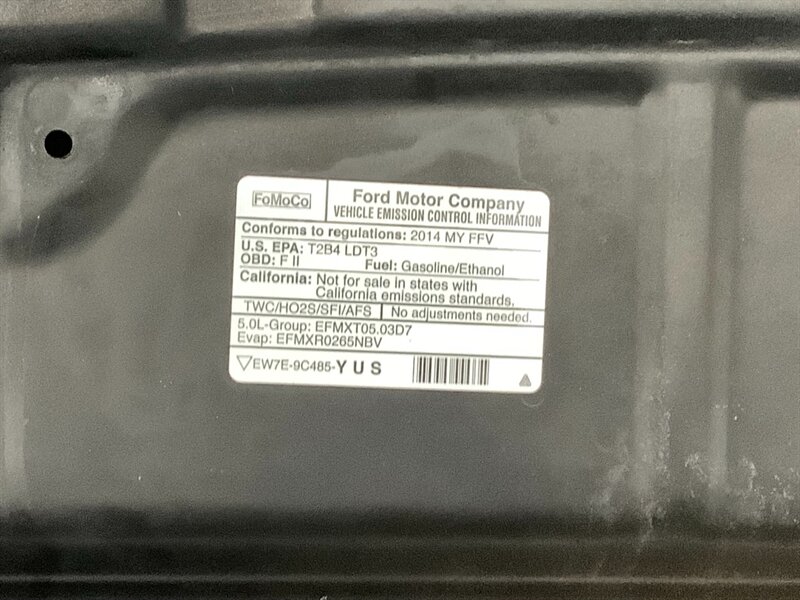 FoMoCo
Ford Motor Company
VEHICLE EMISSION CONTROL INFORMATION
Conforms to regulations: 2014 MY FFV
U.S. EPA: T2B4 LDT3
OBD: F II Fuel: Gasoline/Ethanol
California: Not for sale in states with
California emissions standards.
TWC/HO2S/SFI/AFS No adjustments needed.
5.0L-Group: EFMXT05.03D7
Evap: EFMXR0265NBV
EW7E-9C485-Y U S